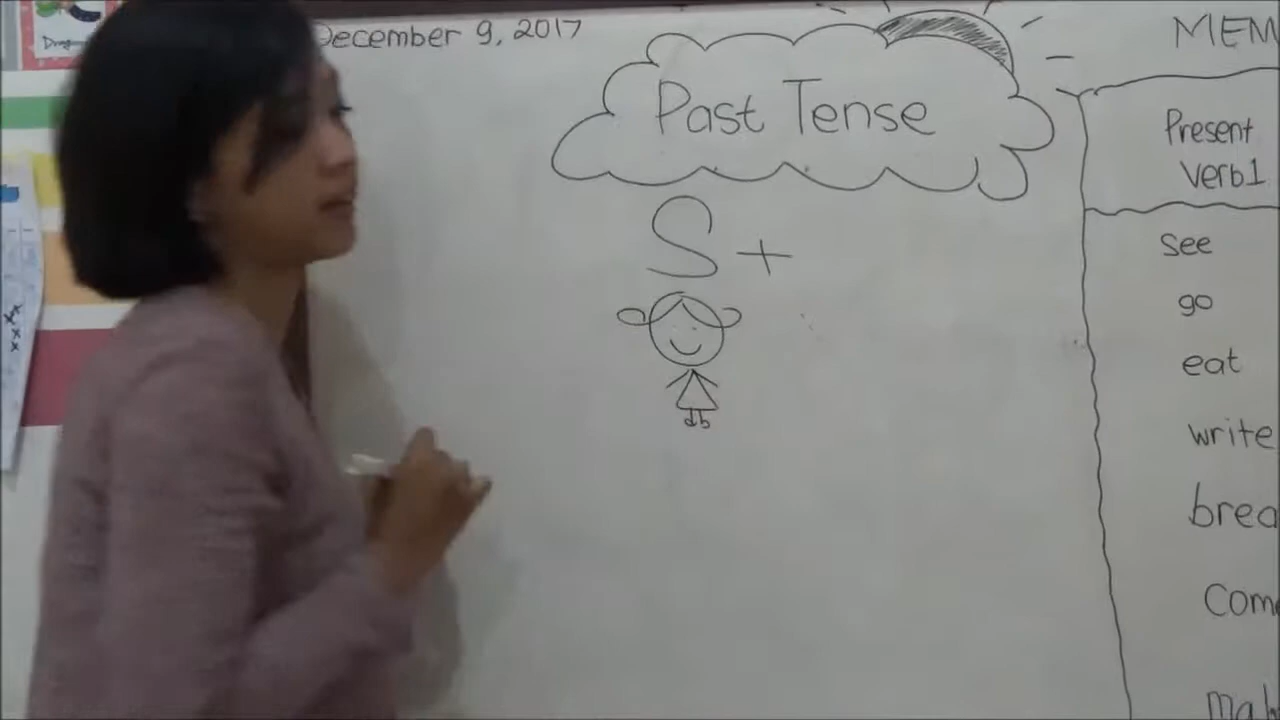 December 9, 2017
Past Tense
S +
MEM
Present
verb1
see
go
eat
write
brea
Com